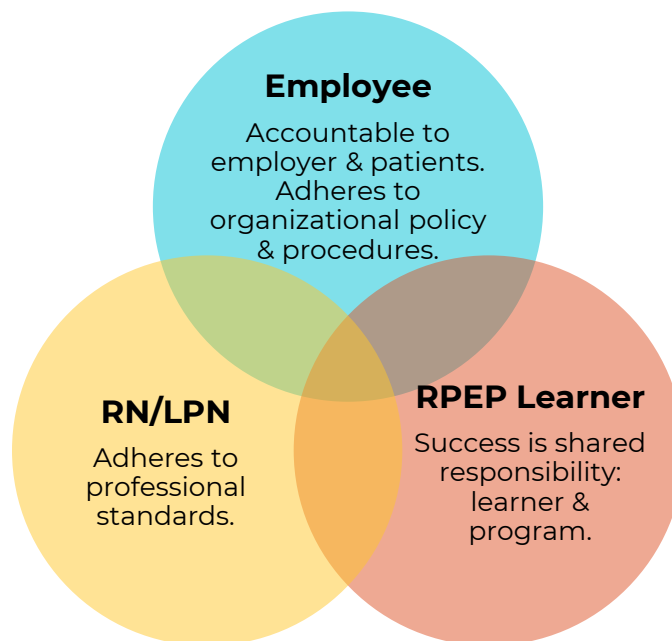 Employee
Accountable to
employer & patients.
Adheres to
organizational policy
& procedures.
RN/LPN
Adheres to
professional
standards.
RPEP Learner
Success is shared
responsibility:
learner &
program.